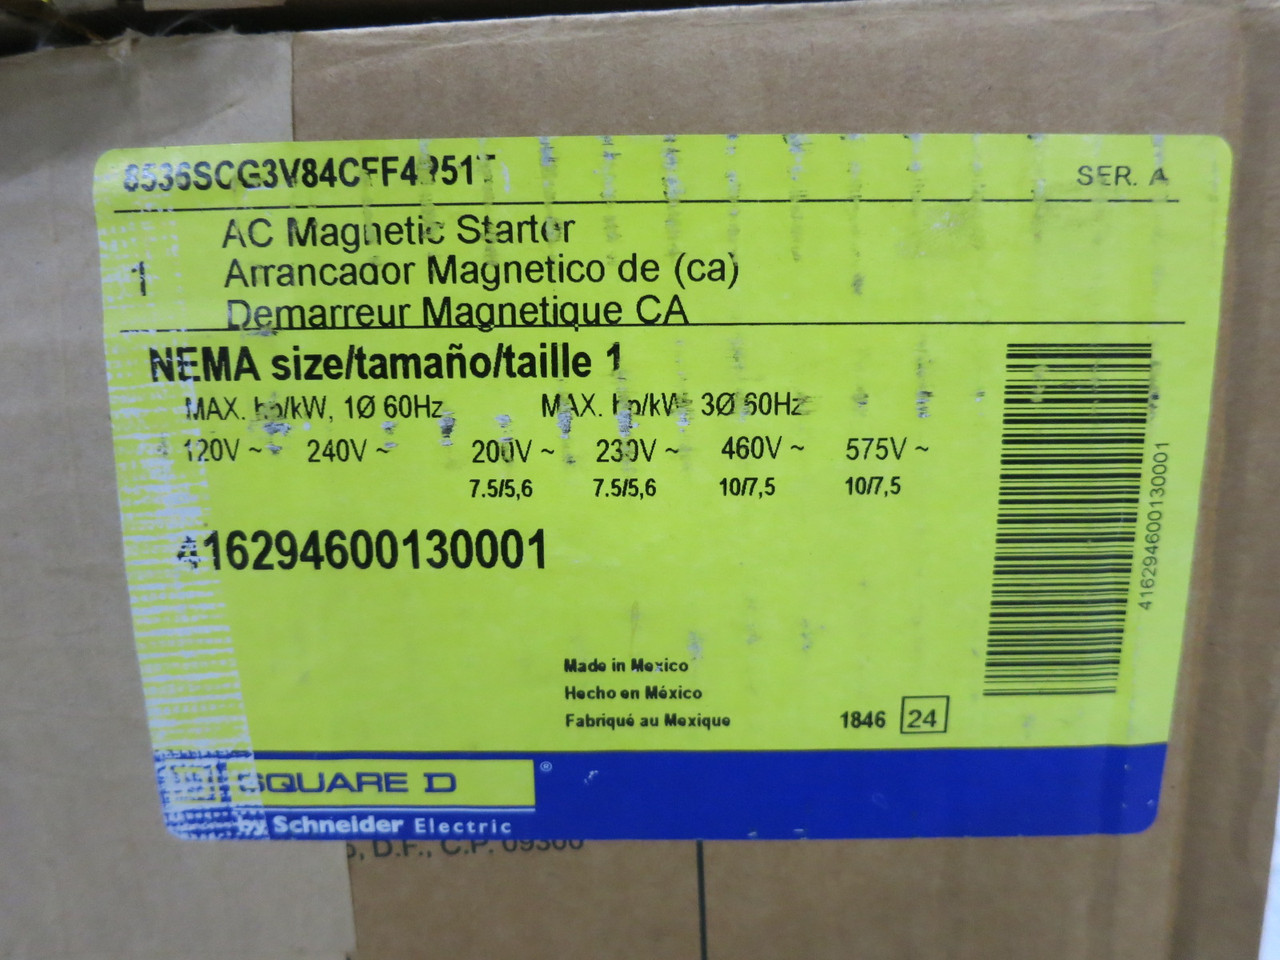 8536SCG3V84CFF4P51T SER. A
1
AC Magnetic Starter
Arrancador Magnetico de (ca)
Demarreur Magnetique CA
NEMA size/tamaño/taille 1
MAX. hp/kW, 1Ø 60Hz MAX. hp/kW 3Ø 60Hz
120V ~ 240V ~ 200V ~ 230V ~ 460V ~ 575V ~
7.5/5,6 7.5/5,6 10/7,5 10/7,5
416294600130001
416294600130001
Made in Mexico
Hecho en México
Fabriqué au Mexique 1846 24
SQUARE D ®
by Schneider Electric
D.F., C.P. 09300